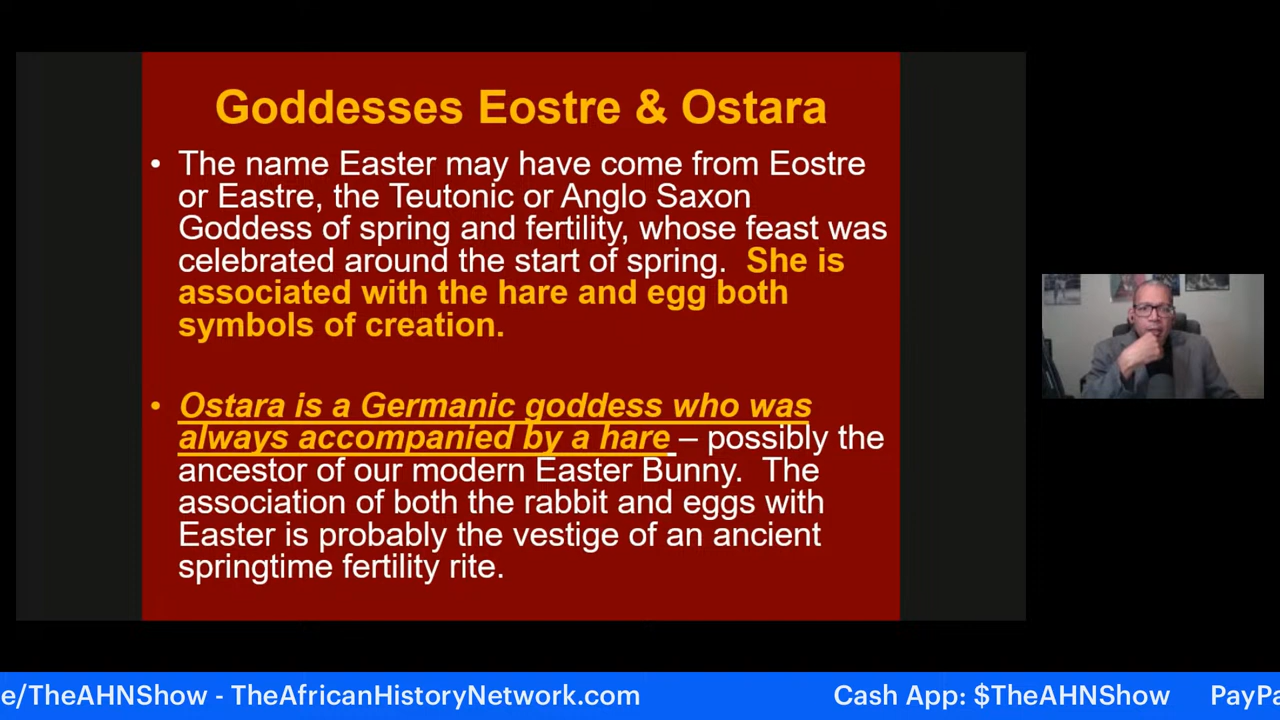 Goddesses Eostre & Ostara
• The name Easter may have come from Eostre
or Eastre, the Teutonic or Anglo Saxon
Goddess of spring and fertility, whose feast was
celebrated around the start of spring. She is
associated with the hare and egg both
symbols of creation.
• Ostara is a Germanic goddess who was
always accompanied by a hare – possibly the
ancestor of our modern Easter Bunny. The
association of both the rabbit and eggs with
Easter is probably the vestige of an ancient
springtime fertility rite.
e/TheAHNShow - TheAfricanHistoryNetwork.com Cash App: $TheAHNShow PayPa